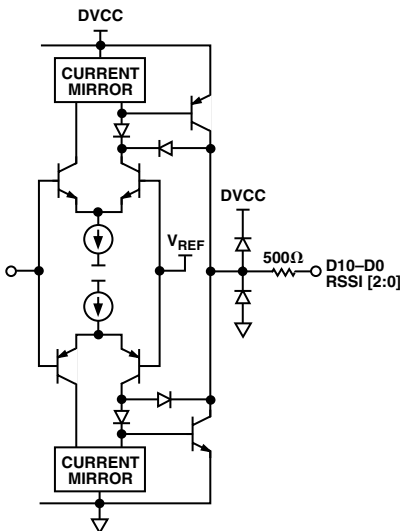 DVCC
CURRENT
MIRROR
DVCC
VREF
500Ω
D10–D0
RSSI [2:0]
CURRENT
MIRROR